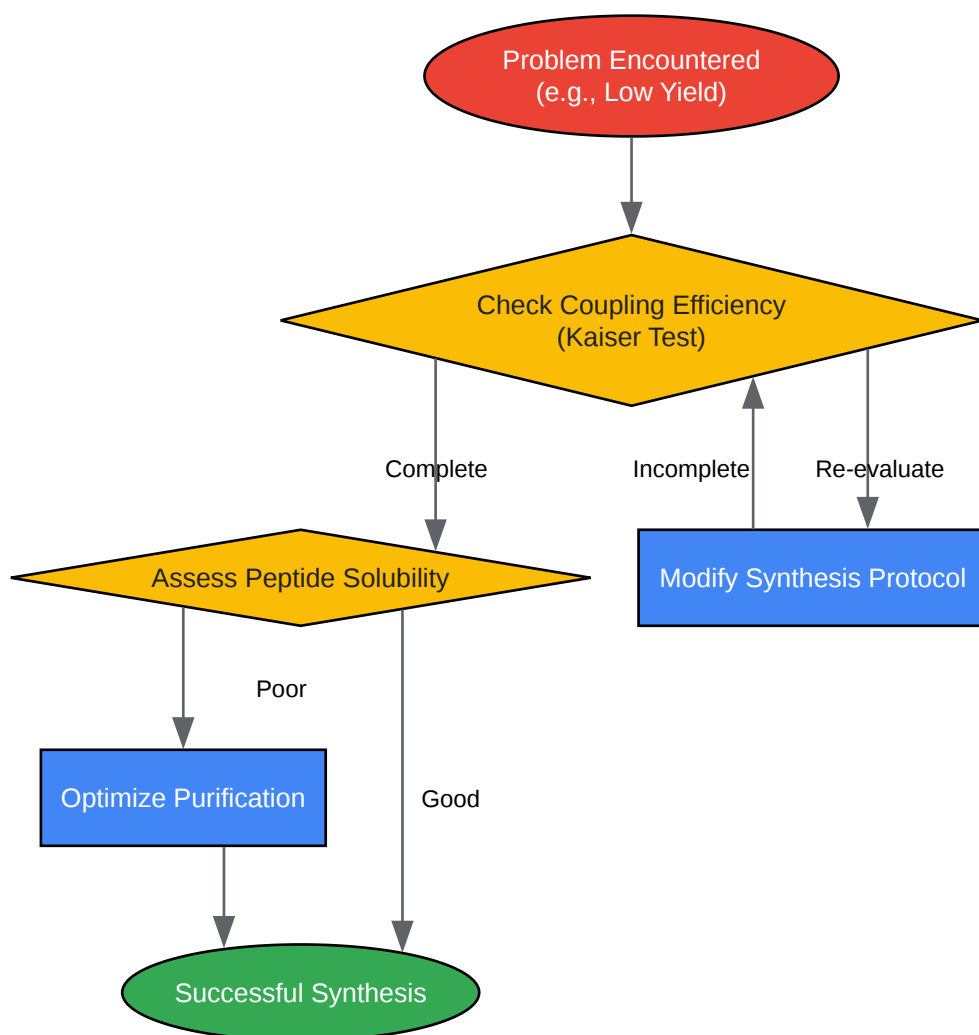 Problem Encountered
(e.g., Low Yield)
Check Coupling Efficiency
(Kaiser Test)
Complete
Incomplete
Re-evaluate
Assess Peptide Solubility
Modify Synthesis Protocol
Poor
Optimize Purification
Good
Successful Synthesis